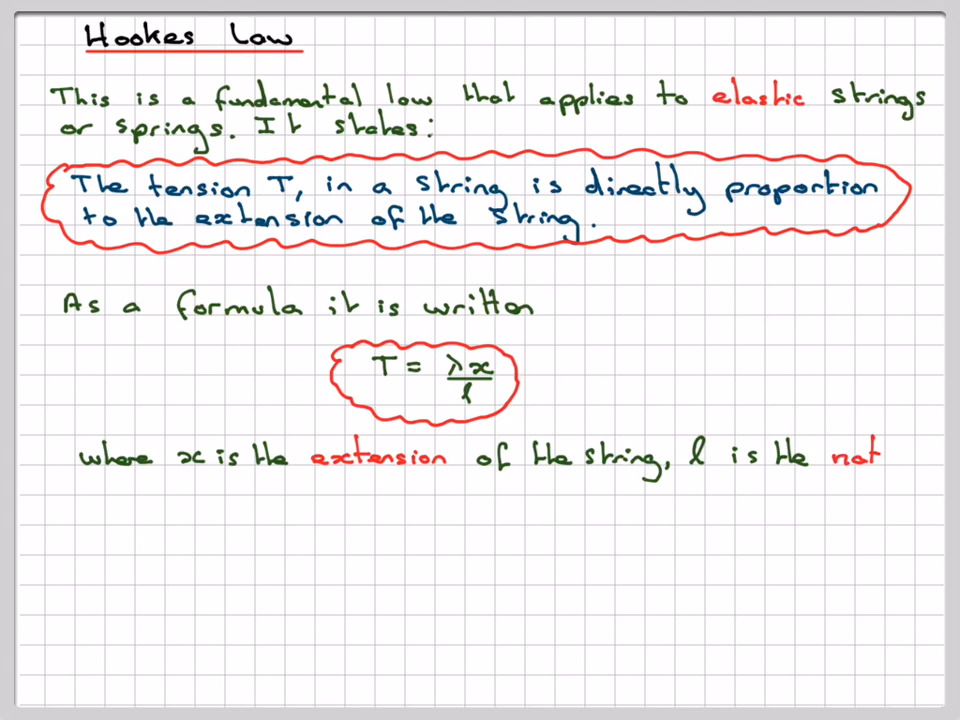 Hookes Law
This is a fundamental law that applies to elastic strings
or springs. It states:
The tension T, in a string is directly proportion
to the extension of the string.
As a formula it is written
T = λx/l
where x is the extension of the string, l is the nat